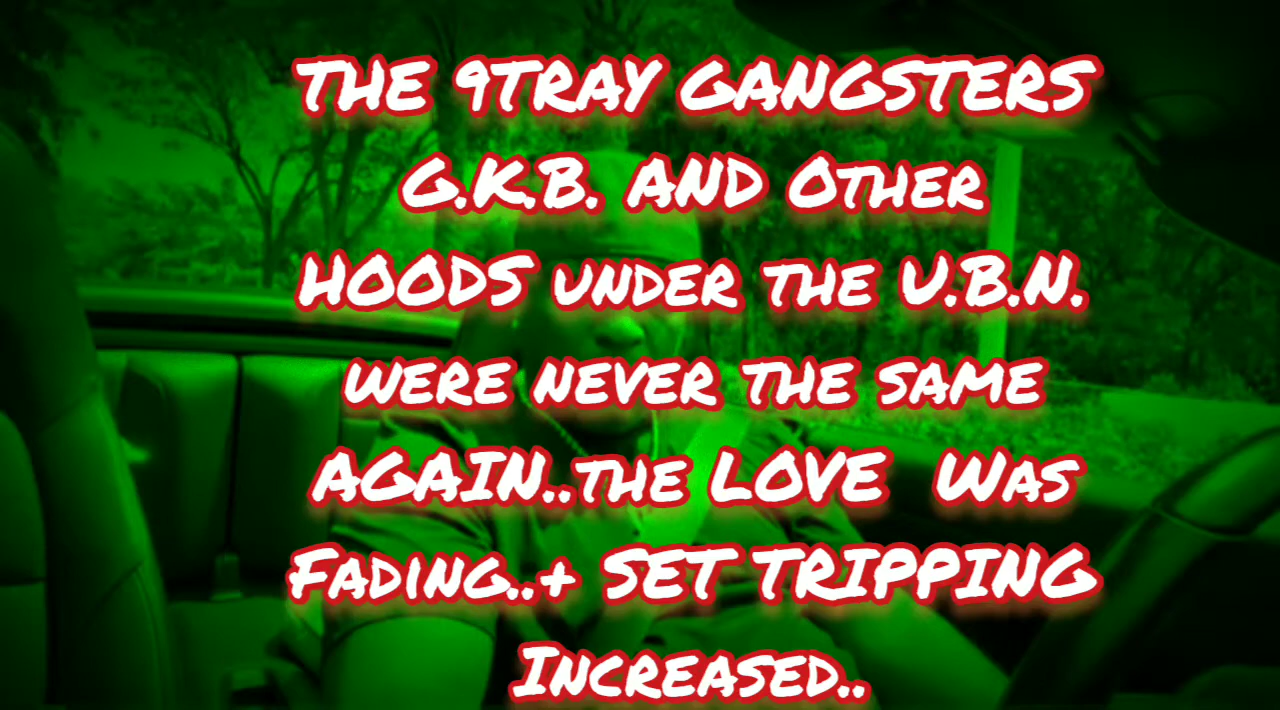 THE 9TRAY GANGSTERS
G.K.B. AND OTHER
HOODS UNDER THE U.B.N.
WERE NEVER THE SAME
AGAIN..THE LOVE WAS
FADING..+ SET TRIPPING
INCREASED..